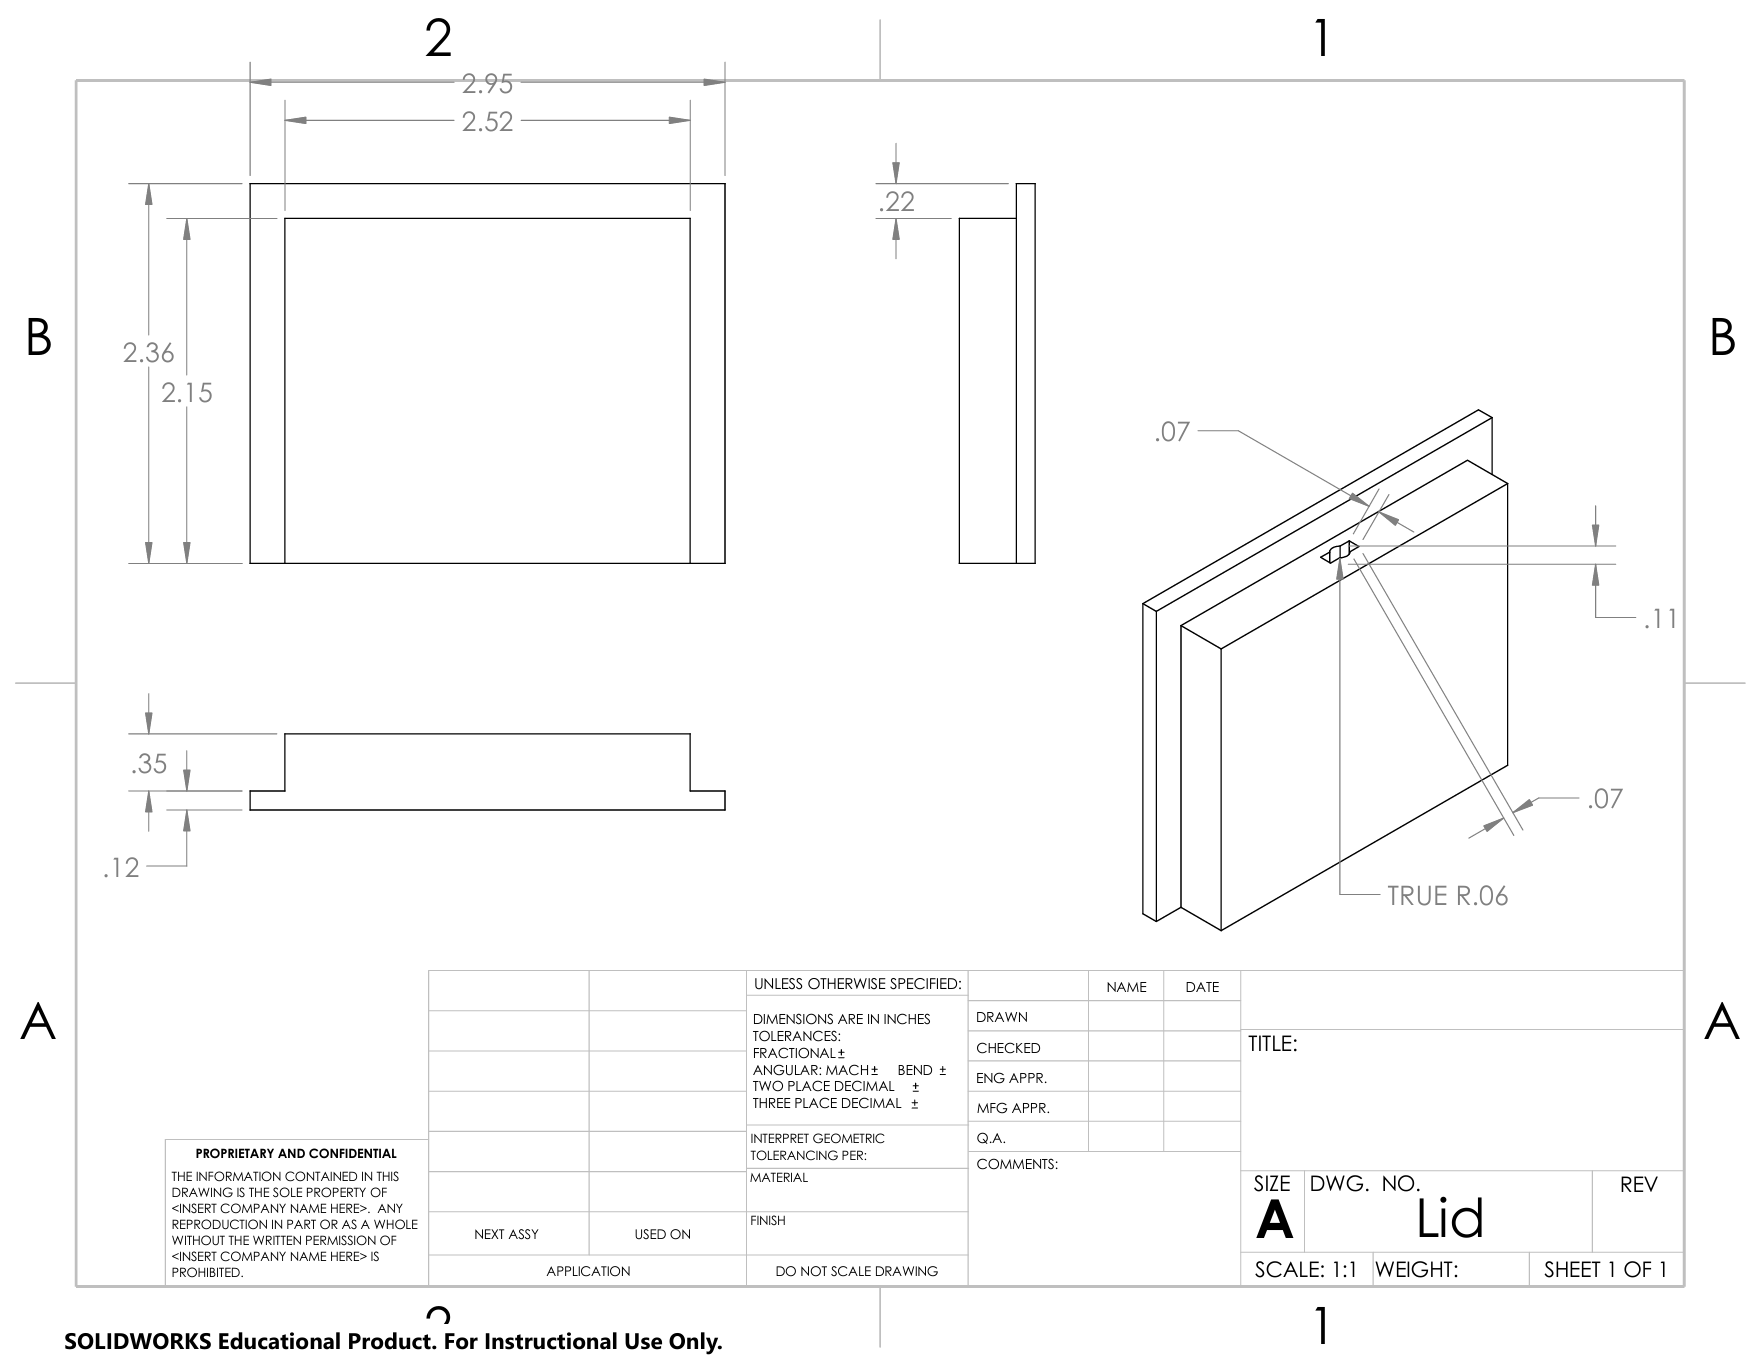 2
1
2.95
2.52
.22
B
B
2.36
2.15
.07
.11
.35
.07
.12
TRUE R.06
A
A
UNLESS OTHERWISE SPECIFIED:
DIMENSIONS ARE IN INCHES
TOLERANCES:
FRACTIONAL ±
ANGULAR: MACH ± BEND ±
TWO PLACE DECIMAL ±
THREE PLACE DECIMAL ±
INTERPRET GEOMETRIC
TOLERANCING PER:
MATERIAL
FINISH
DO NOT SCALE DRAWING
NAME DATE
DRAWN
CHECKED
ENG APPR.
MFG APPR.
Q.A.
COMMENTS:
TITLE:
SIZE DWG. NO. REV
A Lid
SCALE: 1:1 WEIGHT: SHEET 1 OF 1
PROPRIETARY AND CONFIDENTIAL
THE INFORMATION CONTAINED IN THIS
DRAWING IS THE SOLE PROPERTY OF
<INSERT COMPANY NAME HERE>. ANY
REPRODUCTION IN PART OR AS A WHOLE
WITHOUT THE WRITTEN PERMISSION OF
<INSERT COMPANY NAME HERE> IS
PROHIBITED.
NEXT ASSY USED ON
APPLICATION
2
1
SOLIDWORKS Educational Product. For Instructional Use Only.